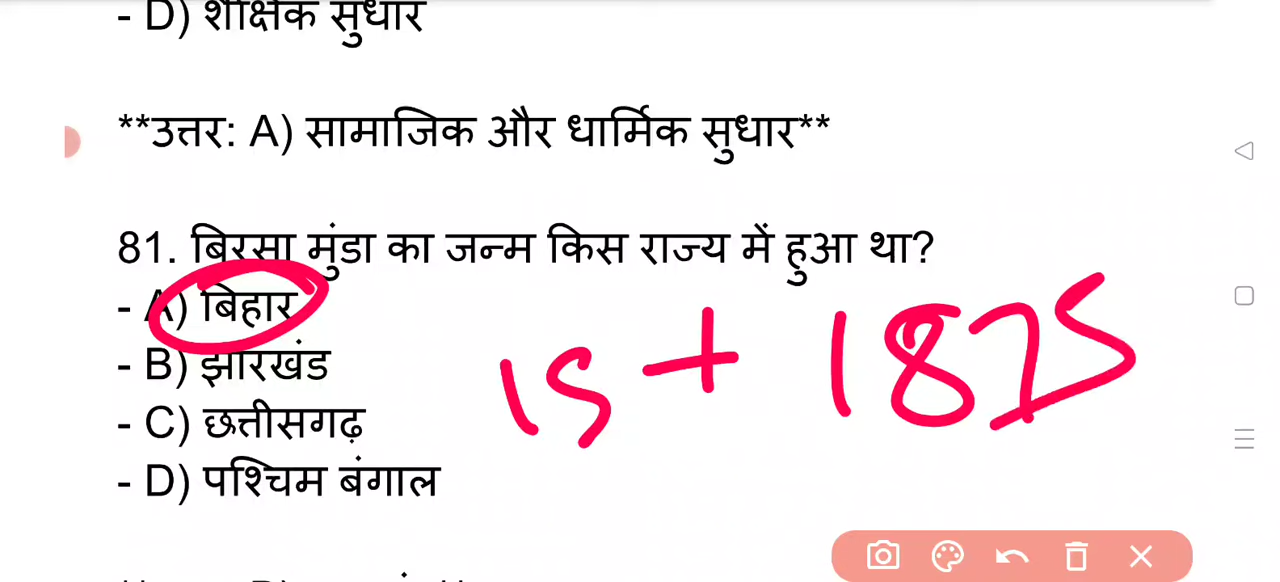 - D) शैक्षिक सुधार
**उत्तर: A) सामाजिक और धार्मिक सुधार**
81. बिरसा मुंडा का जन्म किस राज्य में हुआ था?
- A) बिहार
- B) झारखंड
15 + 1875
- C) छत्तीसगढ़
- D) पश्चिम बंगाल